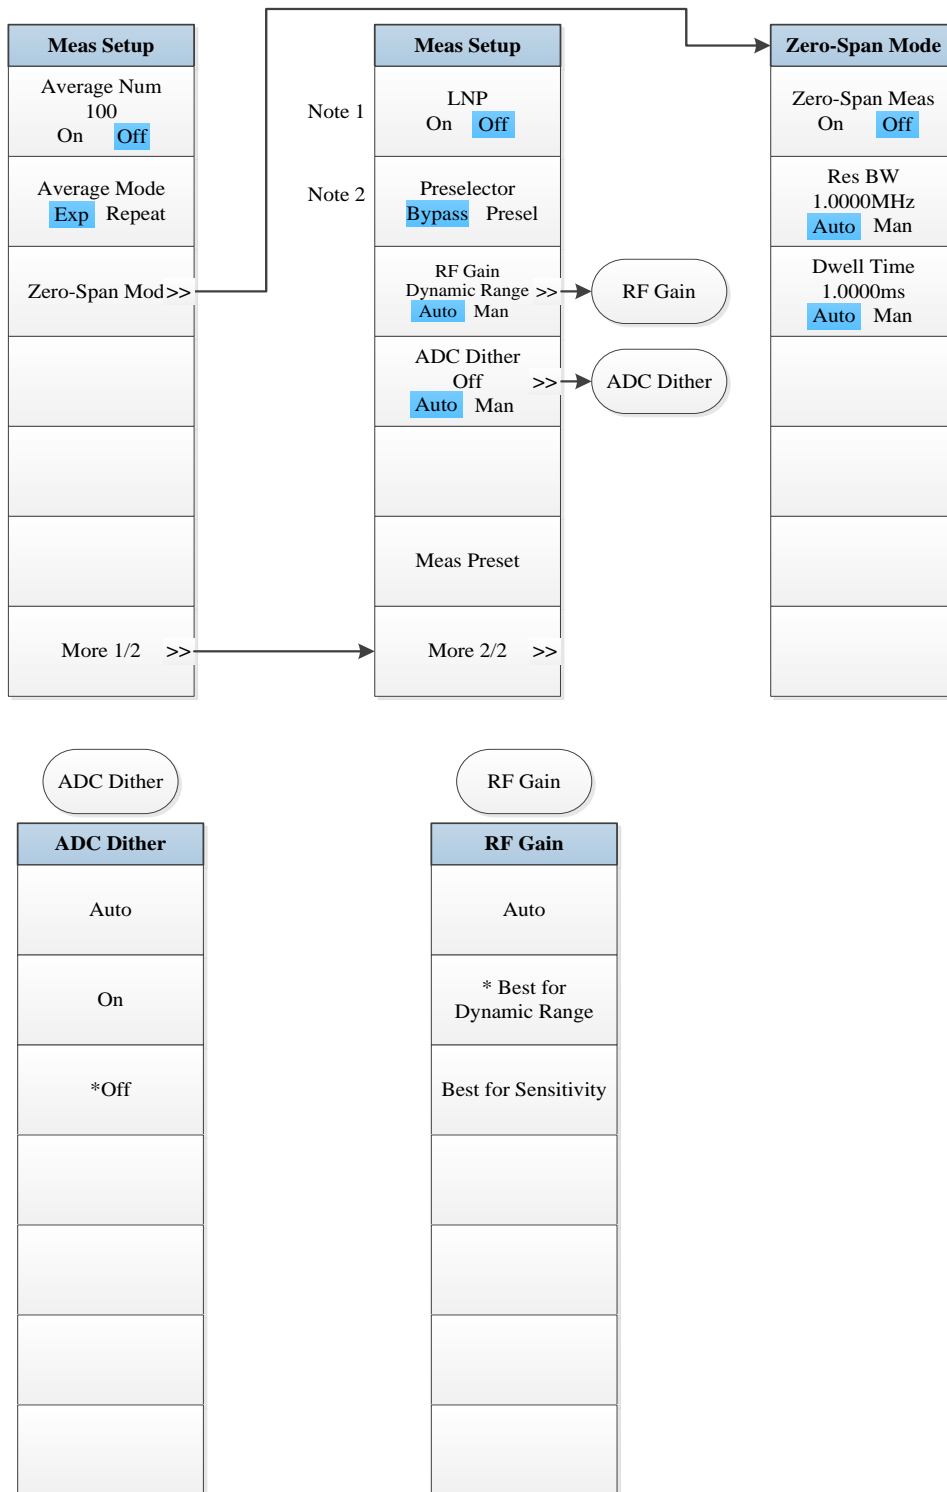 Meas Setup
Average Num
100
On Off
Average Mode
Exp Repeat
Zero-Span Mod >>
More 1/2 >>
Meas Setup
Note 1
LNP
On Off
Note 2
Preselector
Bypass Presel
RF Gain
Dynamic Range >>
Auto Man
RF Gain
ADC Dither
Off >>
Auto Man
ADC Dither
Meas Preset
More 2/2 >>
Zero-Span Mode
Zero-Span Meas
On Off
Res BW
1.0000MHz
Auto Man
Dwell Time
1.0000ms
Auto Man
ADC Dither
ADC Dither
Auto
On
*Off
RF Gain
RF Gain
Auto
* Best for
Dynamic Range
Best for Sensitivity